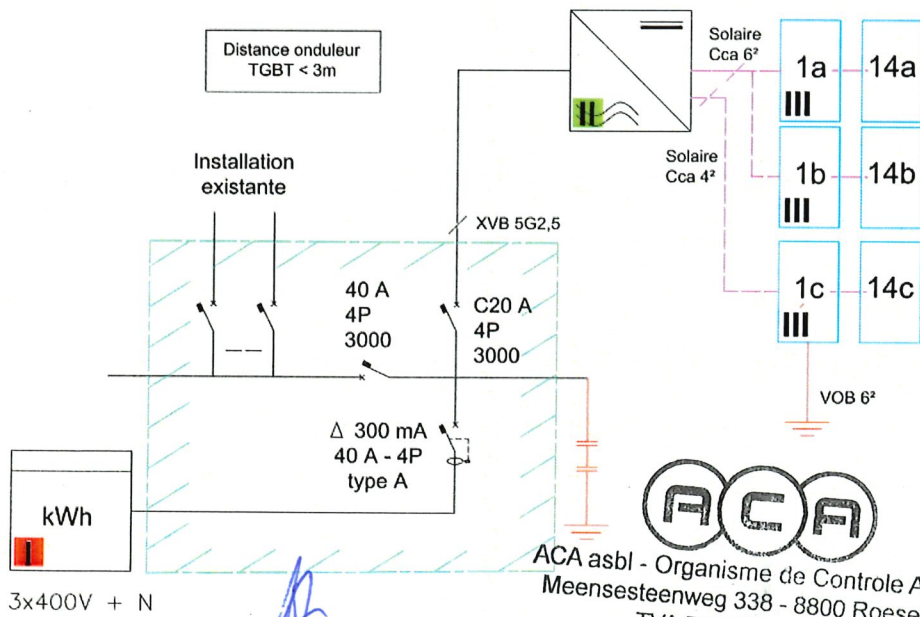 Distance onduleur
TGBT < 3m
Solaire
Cca 6²
1a
14a
III
II
Installation
existante
Solaire
Cca 4²
1b
14b
III
XVB 5G2,5
40 A
4P
3000
C20 A
4P
3000
1c
14c
III
VOB 6²
Δ 300 mA
40 A - 4P
type A
kWh
I
3x400V + N
ACA
ACA asbl - Organisme de Controle A
Meensesteenweg 338 - 8800 Roese